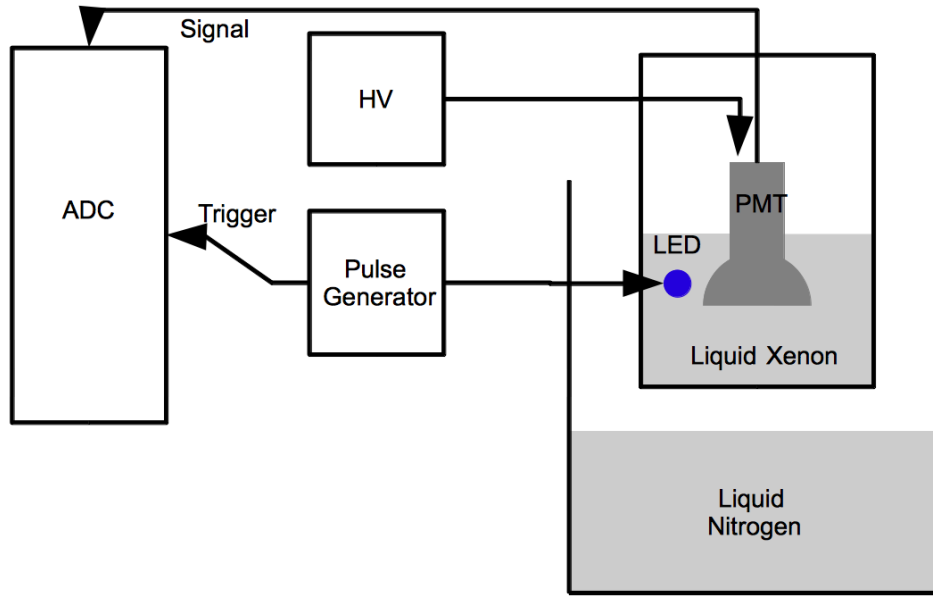 Signal
HV
ADC
Trigger
PMT
LED
Pulse
Generator
Liquid Xenon
Liquid
Nitrogen